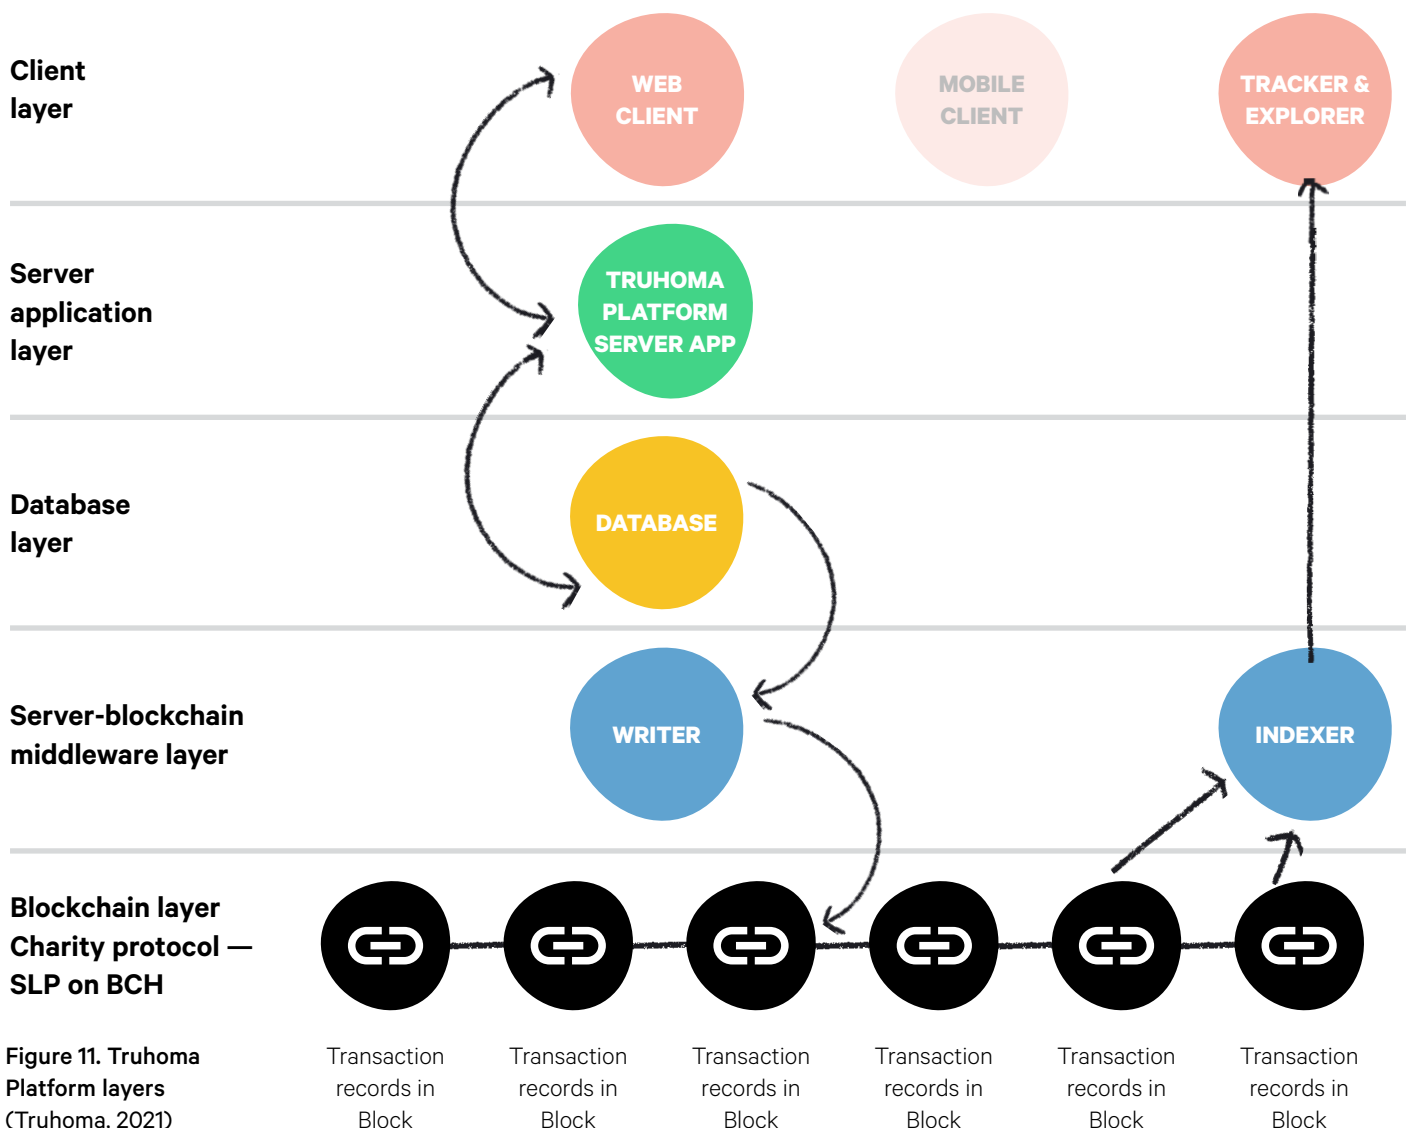 Client
layer
WEB
CLIENT
MOBILE
CLIENT
TRACKER &
EXPLORER
Server
application
layer
TRUHOMA
PLATFORM
SERVER APP
Database
layer
DATABASE
Server-blockchain
middleware layer
WRITER
INDEXER
Blockchain layer
Charity protocol —
SLP on BCH
Figure 11. Truhoma
Platform layers
(Truhoma, 2021)
Transaction
records in
Block
Transaction
records in
Block
Transaction
records in
Block
Transaction
records in
Block
Transaction
records in
Block
Transaction
records in
Block